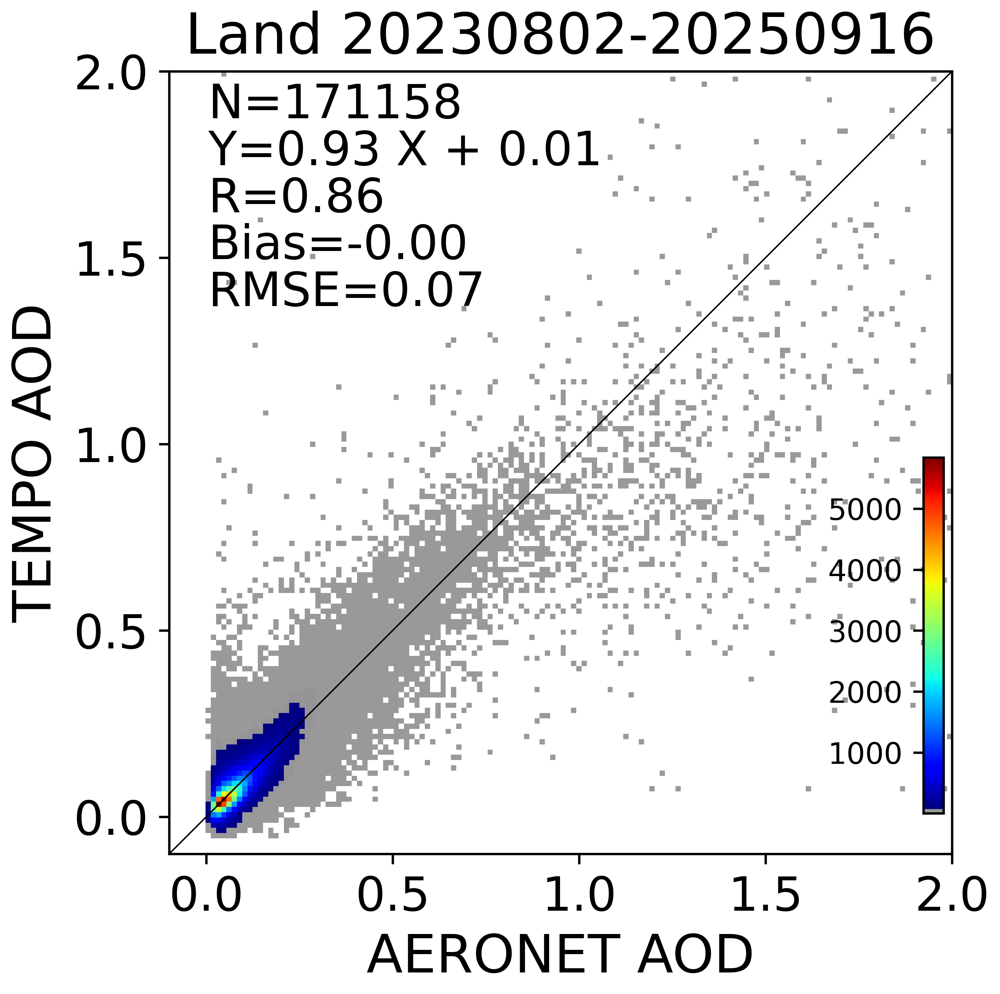 Land 20230802-20250916
N=171158
Y=0.93 X + 0.01
R=0.86
Bias=-0.00
RMSE=0.07
TEMPO AOD
2.0
1.5
1.0
0.5
0.0
5000
4000
3000
2000
1000
0.0 0.5 1.0 1.5 2.0
AERONET AOD